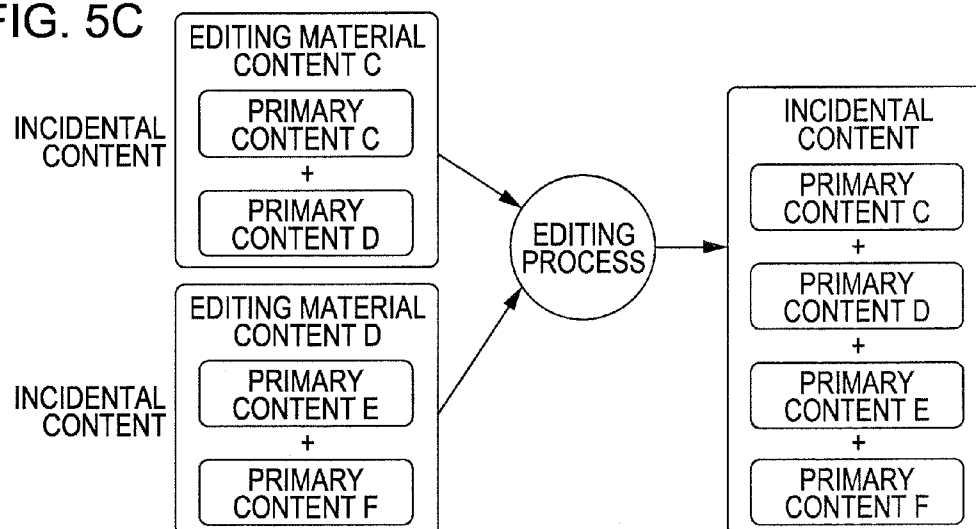 FIG. 5C
EDITING MATERIAL
CONTENT C
INCIDENTAL
CONTENT
PRIMARY
CONTENT C
+
PRIMARY
CONTENT D
EDITING MATERIAL
CONTENT D
INCIDENTAL
CONTENT
PRIMARY
CONTENT E
+
PRIMARY
CONTENT F
EDITING
PROCESS
INCIDENTAL
CONTENT
PRIMARY
CONTENT C
+
PRIMARY
CONTENT D
+
PRIMARY
CONTENT E
+
PRIMARY
CONTENT F